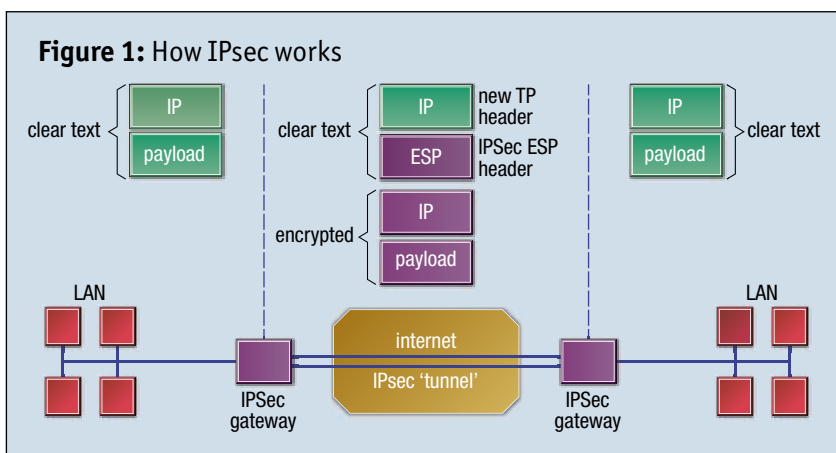 Figure 1: How IPsec works
clear text
IP
payload
clear text
IP
new TP
header
ESP
IPSec ESP
header
encrypted
IP
payload
IP
payload
clear text
LAN
LAN
internet
IPsec ‘tunnel’
IPSec
gateway
IPSec
gateway